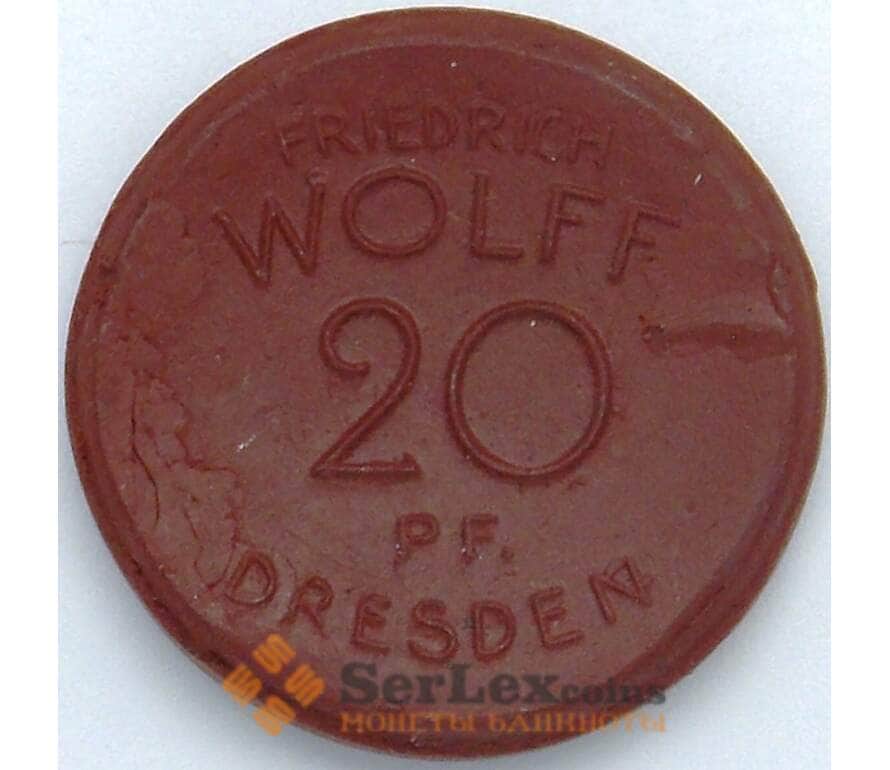 FRIEDRICH
WOLFF
20
PF.
DRESDEN
SerLexcoins
МОНЕТЫ БАНКНОТЫ